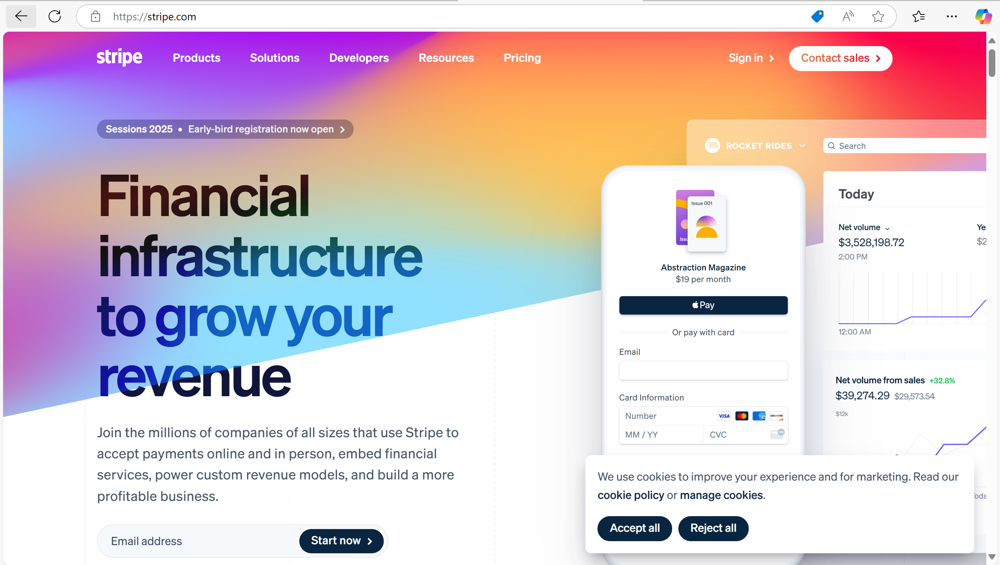 https://stripe.com
stripe
Products
Solutions
Developers
Resources
Pricing
Sign in
Contact sales
Sessions 2025 • Early-bird registration now open
Financial
infrastructure
to grow your
revenue
Join the millions of companies of all sizes that use Stripe to
accept payments online and in person, embed financial
services, power custom revenue models, and build a more
profitable business.
Email address
Start now
ROCKET RIDES
Search
Issue 001
Abstraction Magazine
$19 per month
Pay
Or pay with card
Email
Card Information
Number
VISA
AMEX
DISCOVER
MM / YY
CVC
135
Today
Net volume
$3,528,198.72
2:00 PM
12:00 AM
Net volume from sales +32.8%
$39,274.29 $29,573.54
$12k
We use cookies to improve your experience and for marketing. Read our
cookie policy or manage cookies.
Accept all
Reject all